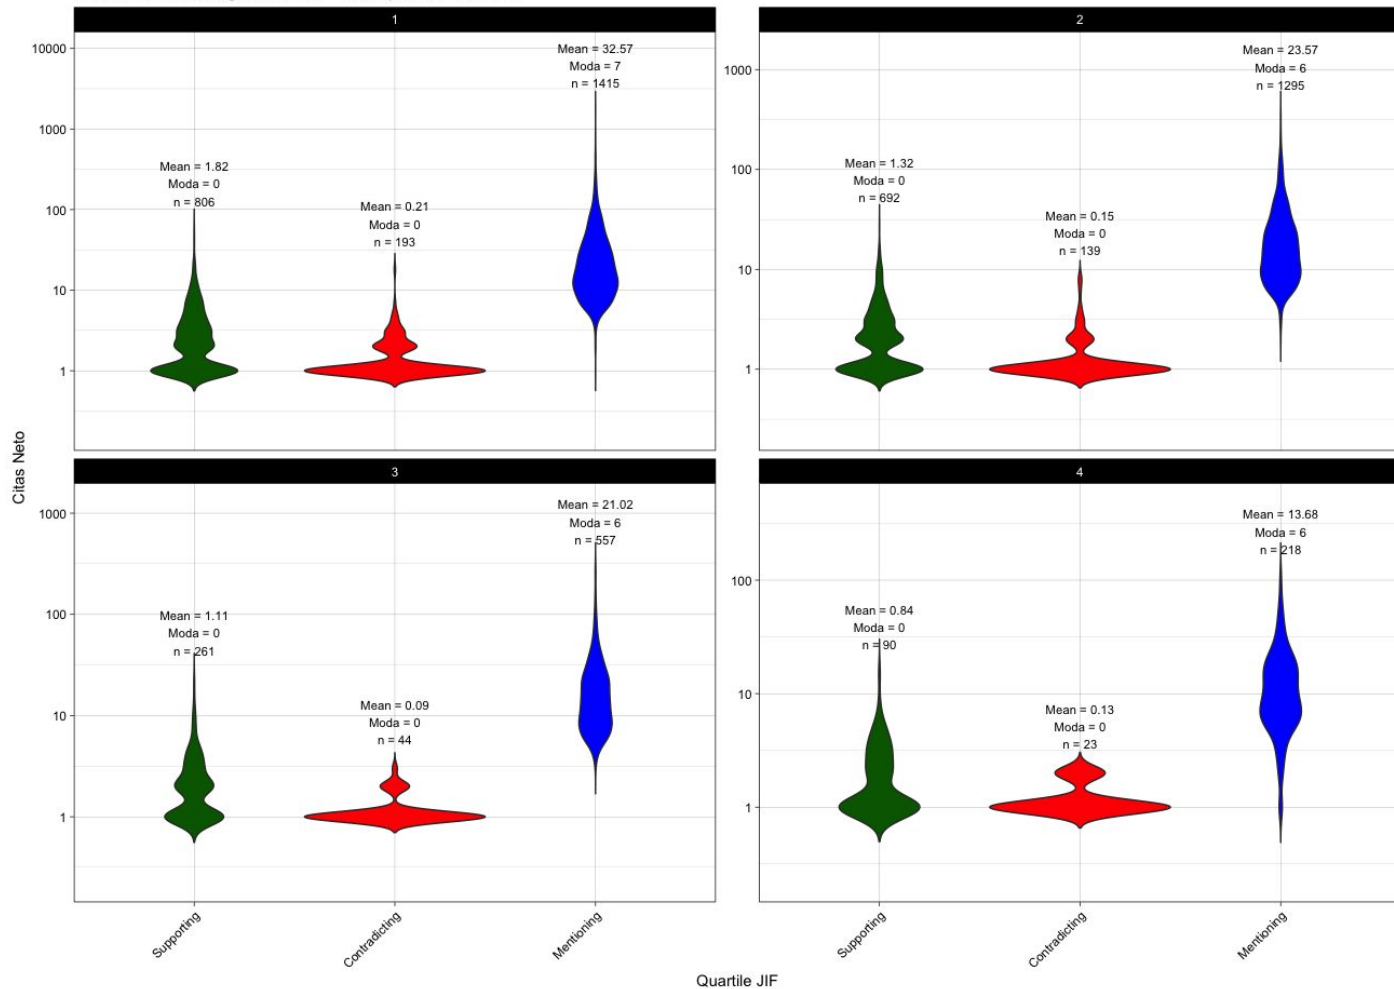 1
10000
1000
100
10
1
Mean = 32.57
Moda = 7
n = 1415
Mean = 1.82
Moda = 0
n = 806
Mean = 0.21
Moda = 0
n = 193
2
1000
100
10
1
Mean = 23.57
Moda = 6
n = 1295
Mean = 1.32
Moda = 0
n = 692
Mean = 0.15
Moda = 0
n = 139
Citas Neto
3
1000
100
10
1
Mean = 21.02
Moda = 6
n = 557
Mean = 1.11
Moda = 0
n = 261
Mean = 0.09
Moda = 0
n = 44
4
100
10
1
Mean = 13.68
Moda = 6
n = 218
Mean = 0.84
Moda = 0
n = 90
Mean = 0.13
Moda = 0
n = 23
Supporting
Contradicting
Mentioning
Supporting
Contradicting
Mentioning
Quartile JIF